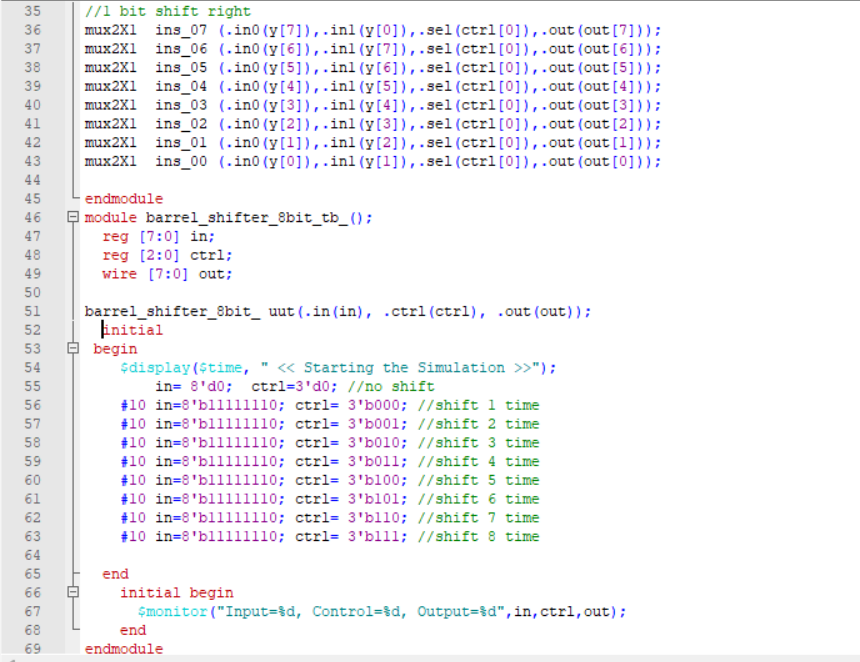 35 //1 bit shift right
36 mux2X1  ins_07 (.in0(y[7]),.in1(y[0]),.sel(ctrl[0]),.out(out[7]));
37 mux2X1  ins_06 (.in0(y[6]),.in1(y[7]),.sel(ctrl[0]),.out(out[6]));
38 mux2X1  ins_05 (.in0(y[5]),.in1(y[6]),.sel(ctrl[0]),.out(out[5]));
39 mux2X1  ins_04 (.in0(y[4]),.in1(y[5]),.sel(ctrl[0]),.out(out[4]));
40 mux2X1  ins_03 (.in0(y[3]),.in1(y[4]),.sel(ctrl[0]),.out(out[3]));
41 mux2X1  ins_02 (.in0(y[2]),.in1(y[3]),.sel(ctrl[0]),.out(out[2]));
42 mux2X1  ins_01 (.in0(y[1]),.in1(y[2]),.sel(ctrl[0]),.out(out[1]));
43 mux2X1  ins_00 (.in0(y[0]),.in1(y[1]),.sel(ctrl[0]),.out(out[0]));
44
45 endmodule
46 module barrel_shifter_8bit_tb_();
47   reg [7:0] in;
48   reg [2:0] ctrl;
49   wire [7:0] out;
50
51 barrel_shifter_8bit_ uut(.in(in), .ctrl(ctrl), .out(out));
52   initial
53  begin
54     $display($time, " << Starting the Simulation >>");
55         in= 8'd0;  ctrl=3'd0; //no shift
56     #10 in=8'b11111110; ctrl= 3'b000; //shift 1 time
57     #10 in=8'b11111110; ctrl= 3'b001; //shift 2 time
58     #10 in=8'b11111110; ctrl= 3'b010; //shift 3 time
59     #10 in=8'b11111110; ctrl= 3'b011; //shift 4 time
60     #10 in=8'b11111110; ctrl= 3'b100; //shift 5 time
61     #10 in=8'b11111110; ctrl= 3'b101; //shift 6 time
62     #10 in=8'b11111110; ctrl= 3'b110; //shift 7 time
63     #10 in=8'b11111110; ctrl= 3'b111; //shift 8 time
64
65   end
66     initial begin
67       $monitor("Input=%d, Control=%d, Output=%d",in,ctrl,out);
68     end
69 endmodule